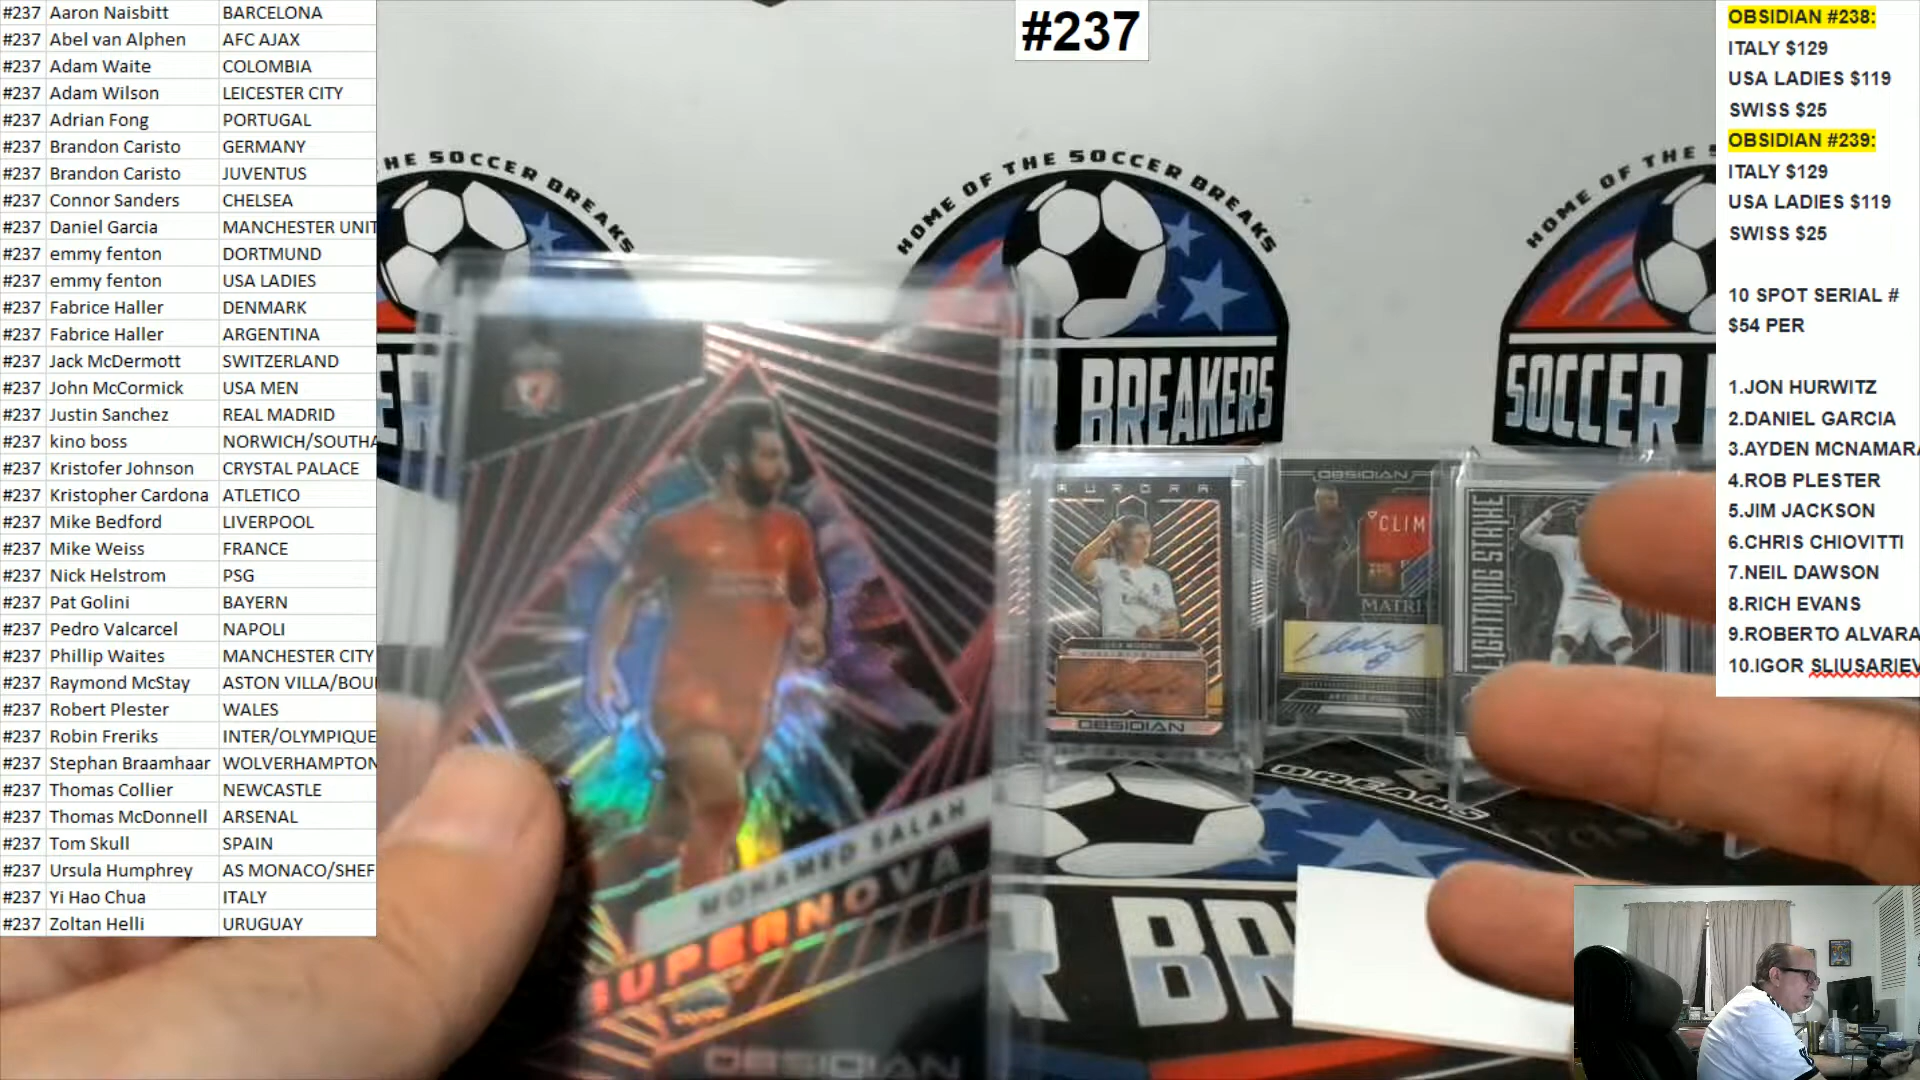 #237 Aaron Naisbitt BARCELONA
#237 Abel van Alphen AFC AJAX
#237 Adam Waite COLOMBIA
#237 Adam Wilson LEICESTER CITY
#237 Adrian Fong PORTUGAL
#237 Brandon Caristo GERMANY
#237 Brandon Caristo JUVENTUS
#237 Connor Sanders CHELSEA
#237 Daniel Garcia MANCHESTER UNIT
#237 emmy fenton DORTMUND
#237 emmy fenton USA LADIES
#237 Fabrice Haller DENMARK
#237 Fabrice Haller ARGENTINA
#237 Jack McDermott SWITZERLAND
#237 John McCormick USA MEN
#237 Justin Sanchez REAL MADRID
#237 kino boss NORWICH/SOUTHA
#237 Kristofer Johnson CRYSTAL PALACE
#237 Kristopher Cardona ATLETICO
#237 Mike Bedford LIVERPOOL
#237 Mike Weiss FRANCE
#237 Nick Helstrom PSG
#237 Pat Golini BAYERN
#237 Pedro Valcarcel NAPOLI
#237 Phillip Waites MANCHESTER CITY
#237 Raymond McStay ASTON VILLA/BOU
#237 Robert Plester WALES
#237 Robin Freriks INTER/OLYMPIQUE
#237 Stephan Braamhaar WOLVERHAMPTON
#237 Thomas Collier NEWCASTLE
#237 Thomas McDonnell ARSENAL
#237 Tom Skull SPAIN
#237 Ursula Humphrey AS MONACO/SHEF
#237 Yi Hao Chua ITALY
#237 Zoltan Helli URUGUAY
#237
HE SOCCER BREAKS
HOME OF THE SOCCER BREAKS
R BREAKERS
HOME OF THE S
SOCCER
MOHAMED SALAH
SUPERNOVA
OBSIDIAN
AURORA
LUKA MODRIC
OBSIDIAN
OBSIDIAN
CLIM
MATRI
LIGHTNING STRIKE
R BR
OBSIDIAN #238:
ITALY $129
USA LADIES $119
SWISS $25
OBSIDIAN #239:
ITALY $129
USA LADIES $119
SWISS $25
10 SPOT SERIAL #
$54 PER
1.JON HURWITZ
2.DANIEL GARCIA
3.AYDEN MCNAMARA
4.ROB PLESTER
5.JIM JACKSON
6.CHRIS CHIOVITTI
7.NEIL DAWSON
8.RICH EVANS
9.ROBERTO ALVARA
10.IGOR SLIUSARIEV